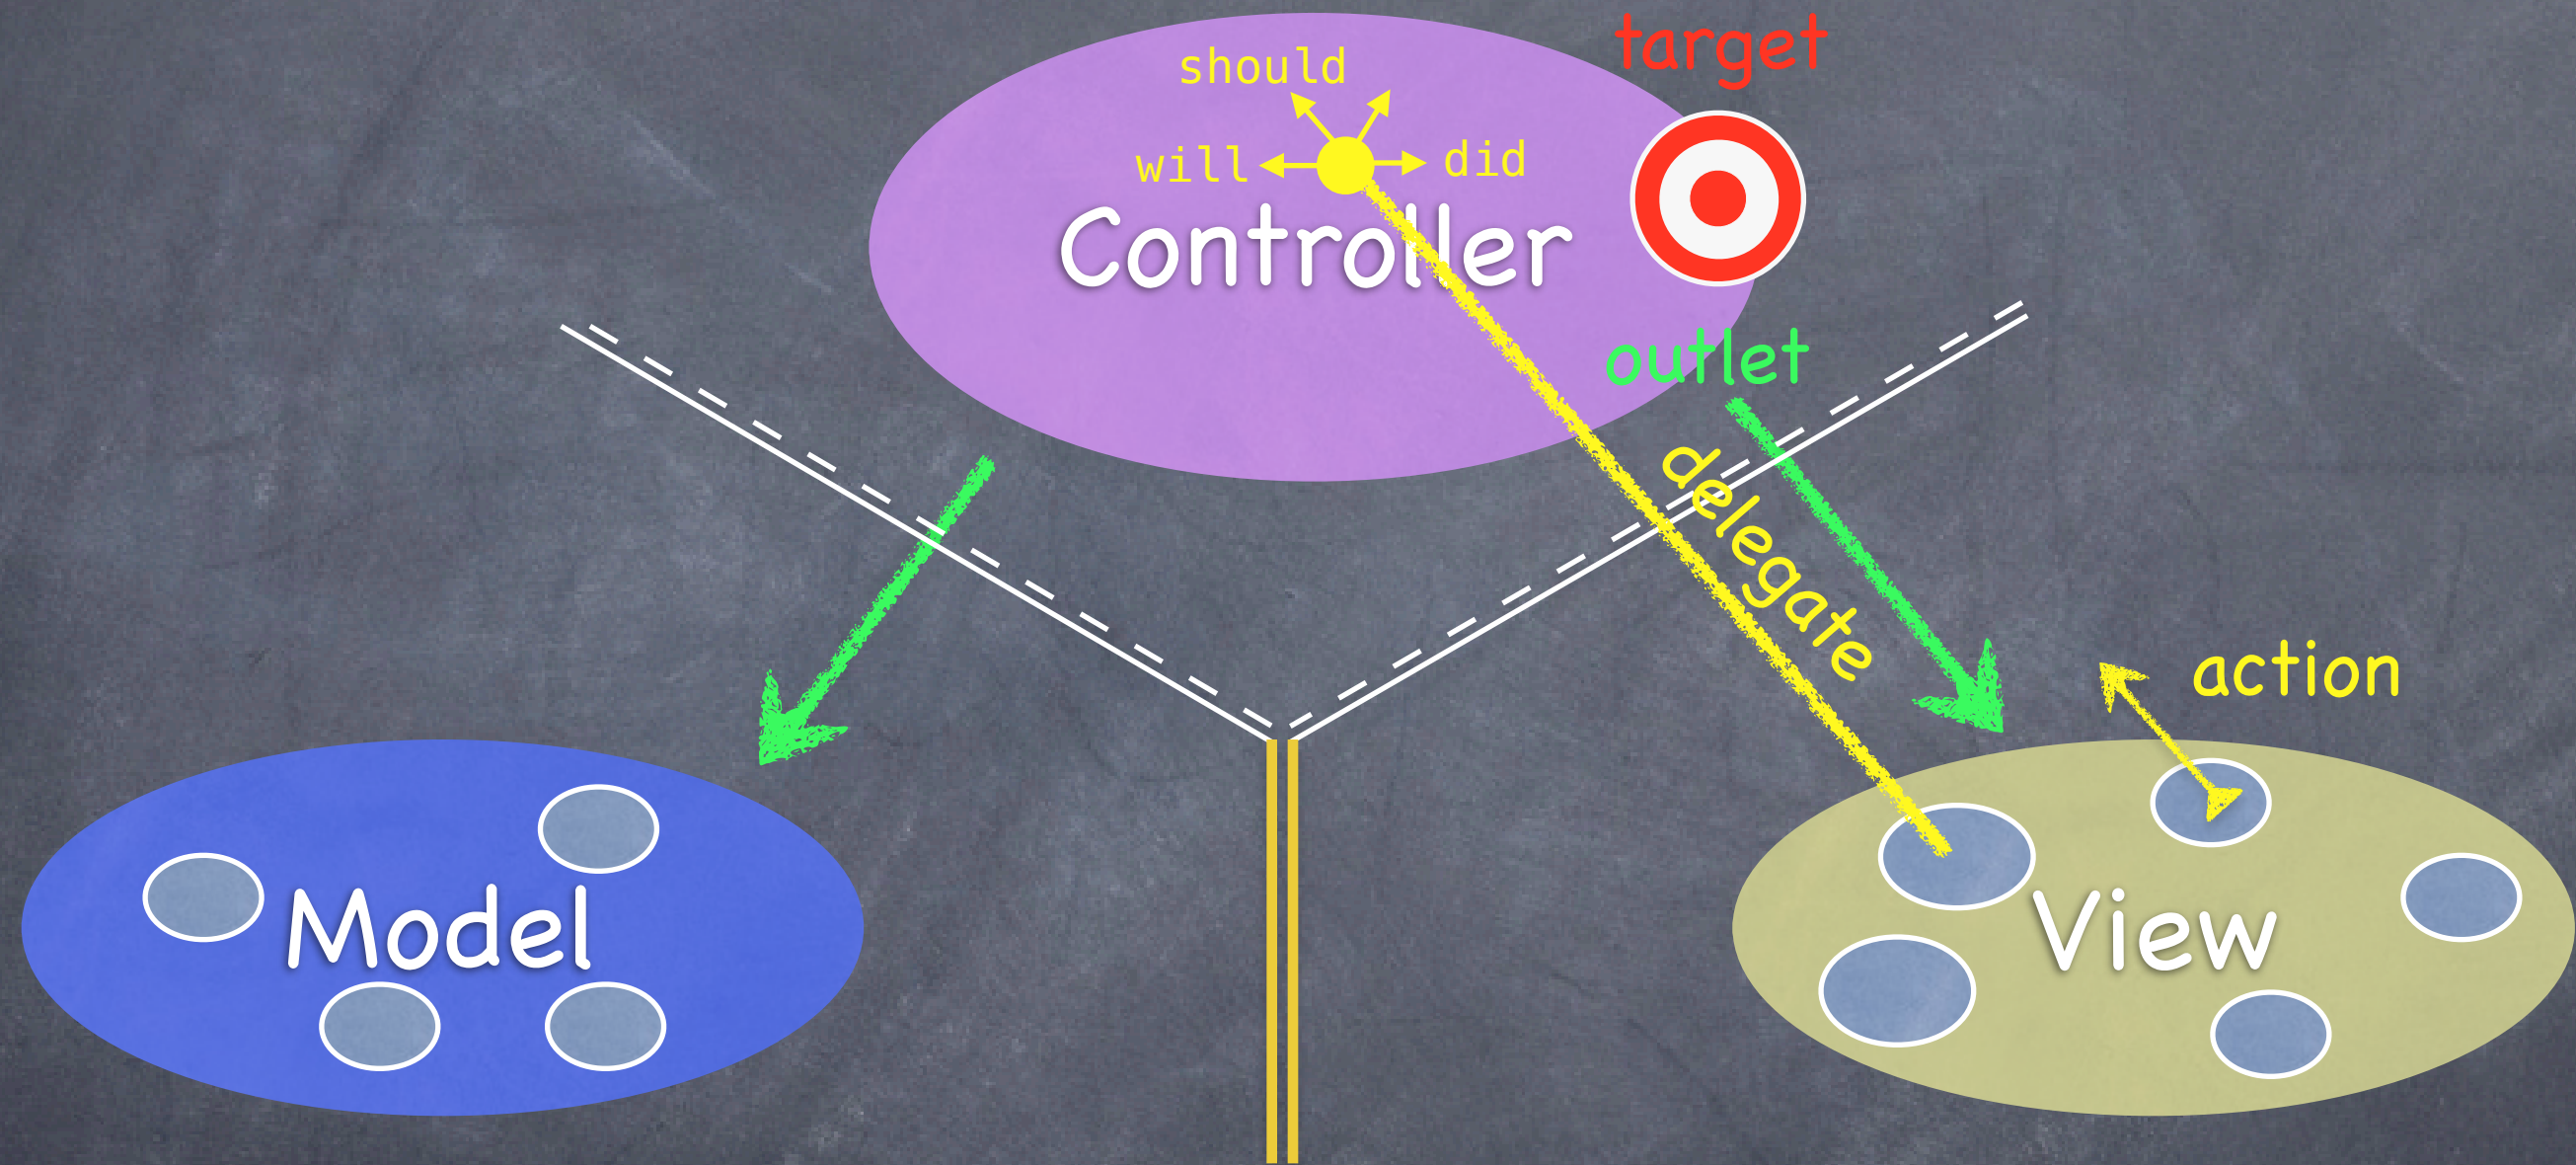 target
should
will
did
Controller
outlet
delegate
action
Model
View